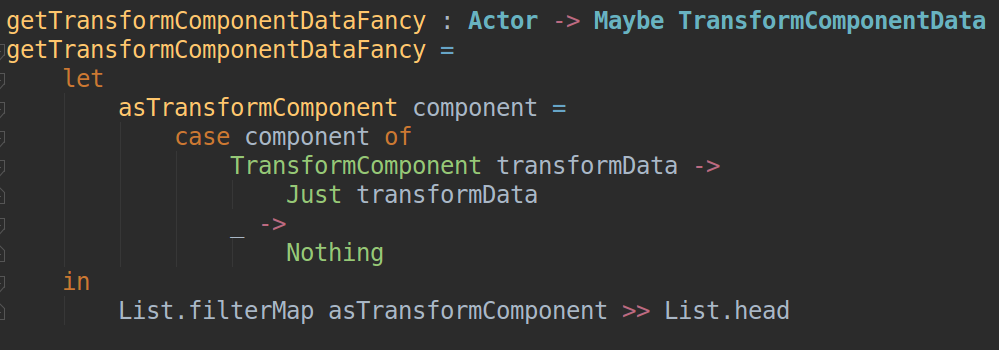 getTransformComponentDataFancy : Actor -> Maybe TransformComponentData
getTransformComponentDataFancy =
    let
        asTransformComponent component =
            case component of
                TransformComponent transformData ->
                    Just transformData
                _ ->
                    Nothing
    in
        List.filterMap asTransformComponent >> List.head